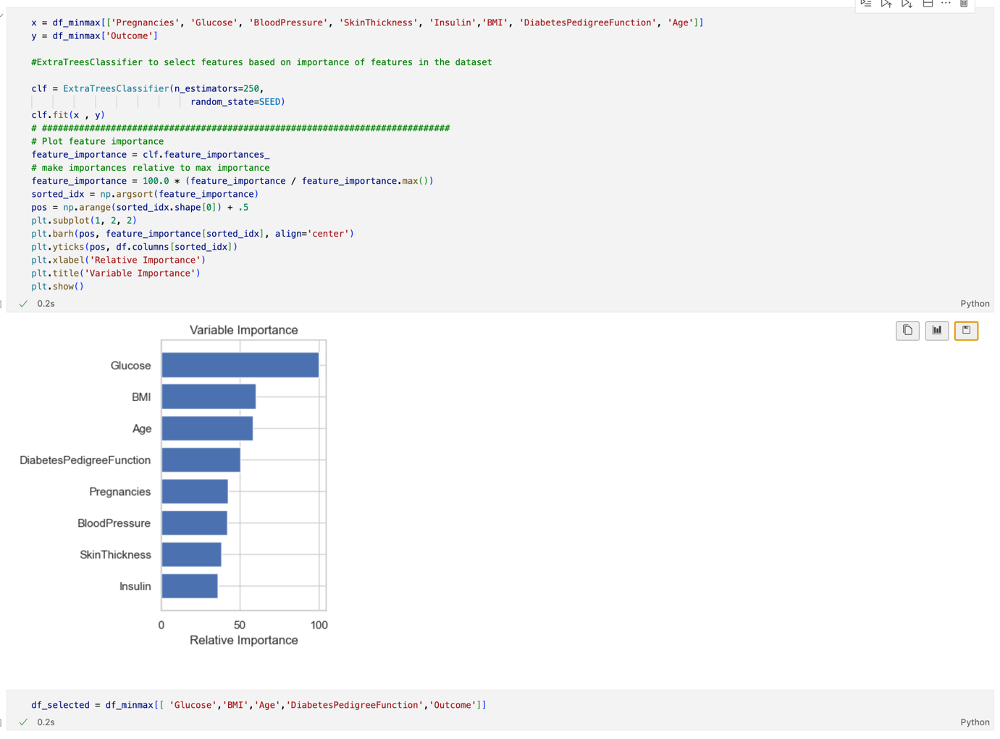 x = df_minmax[['Pregnancies', 'Glucose', 'BloodPressure', 'SkinThickness', 'Insulin','BMI', 'DiabetesPedigreeFunction', 'Age']]
y = df_minmax['Outcome']
#ExtraTreesClassifier to select features based on importance of features in the dataset
clf = ExtraTreesClassifier(n_estimators=250,
random_state=SEED)
clf.fit(x , y)
# #############################################################################
# Plot feature importance
feature_importance = clf.feature_importances_
# make importances relative to max importance
feature_importance = 100.0 * (feature_importance / feature_importance.max())
sorted_idx = np.argsort(feature_importance)
pos = np.arange(sorted_idx.shape[0]) + .5
plt.subplot(1, 2, 2)
plt.barh(pos, feature_importance[sorted_idx], align='center')
plt.yticks(pos, df.columns[sorted_idx])
plt.xlabel('Relative Importance')
plt.title('Variable Importance')
plt.show()
] 0.2s Python
Variable Importance
Glucose
BMI
Age
DiabetesPedigreeFunction
Pregnancies
BloodPressure
SkinThickness
Insulin
0 50 100
Relative Importance
df_selected = df_minmax[[ 'Glucose','BMI','Age','DiabetesPedigreeFunction','Outcome']]
] 0.2s Python